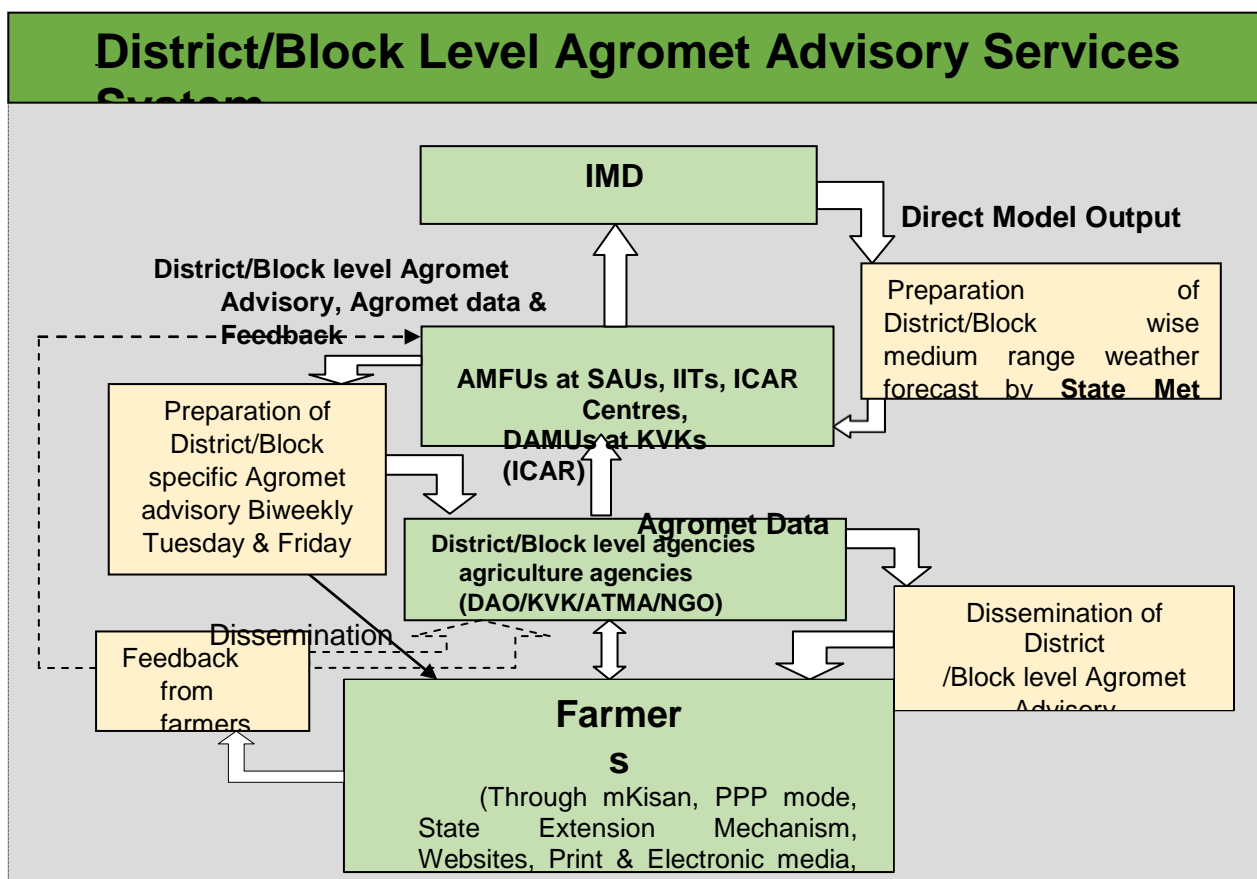 District/Block Level Agromet Advisory Services
System
IMD
Direct Model Output
District/Block level Agromet
Advisory, Agromet data &
Feedback
Preparation of
District/Block wise
medium range weather
forecast by State Met
AMFUs at SAUs, IITs, ICAR
Centres,
DAMUs at KVKs
(ICAR)
Preparation of
District/Block
specific Agromet
advisory Biweekly
Tuesday & Friday
Agromet Data
District/Block level agencies
agriculture agencies
(DAO/KVK/ATMA/NGO)
Dissemination of
District
/Block level Agromet
Advisory
Dissemination
Feedback
from
farmers
Farmer
s
(Through mKisan, PPP mode,
State Extension Mechanism,
Websites, Print & Electronic media,